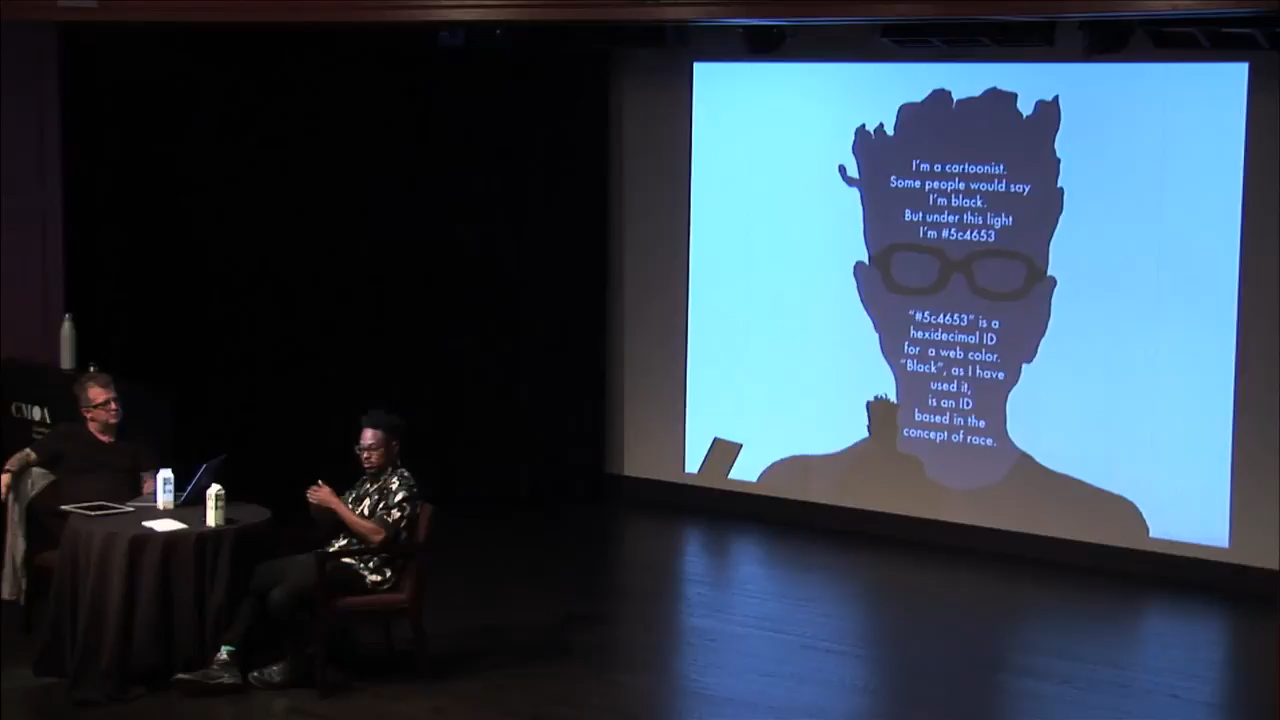 I'm a cartoonist.
Some people would say
I'm black.
But under this light
I'm #5c4653
"#5c4653" is a
hexidecimal ID
for a web color.
"Black", as I have
used it,
is an ID
based in the
concept of race.
CMOA